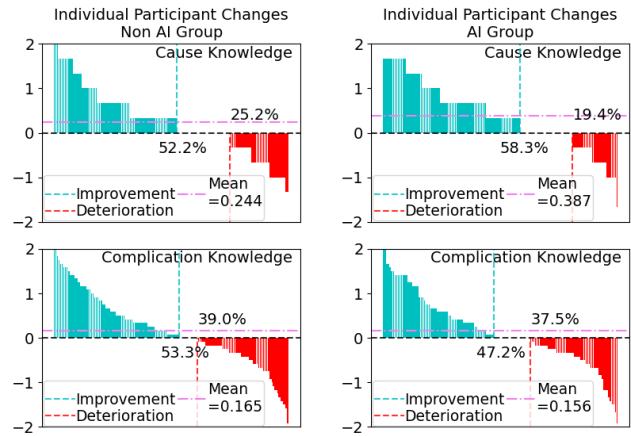 Individual Participant Changes
Non AI Group
Individual Participant Changes
AI Group
2
1
0
−1
−2
Cause Knowledge
25.2%
52.2%
Improvement
Deterioration
Mean
=0.244
2
1
0
−1
−2
Cause Knowledge
19.4%
58.3%
Improvement
Deterioration
Mean
=0.387
2
1
0
−1
−2
Complication Knowledge
39.0%
53.3%
Improvement
Deterioration
Mean
=0.165
2
1
0
−1
−2
Complication Knowledge
37.5%
47.2%
Improvement
Deterioration
Mean
=0.156